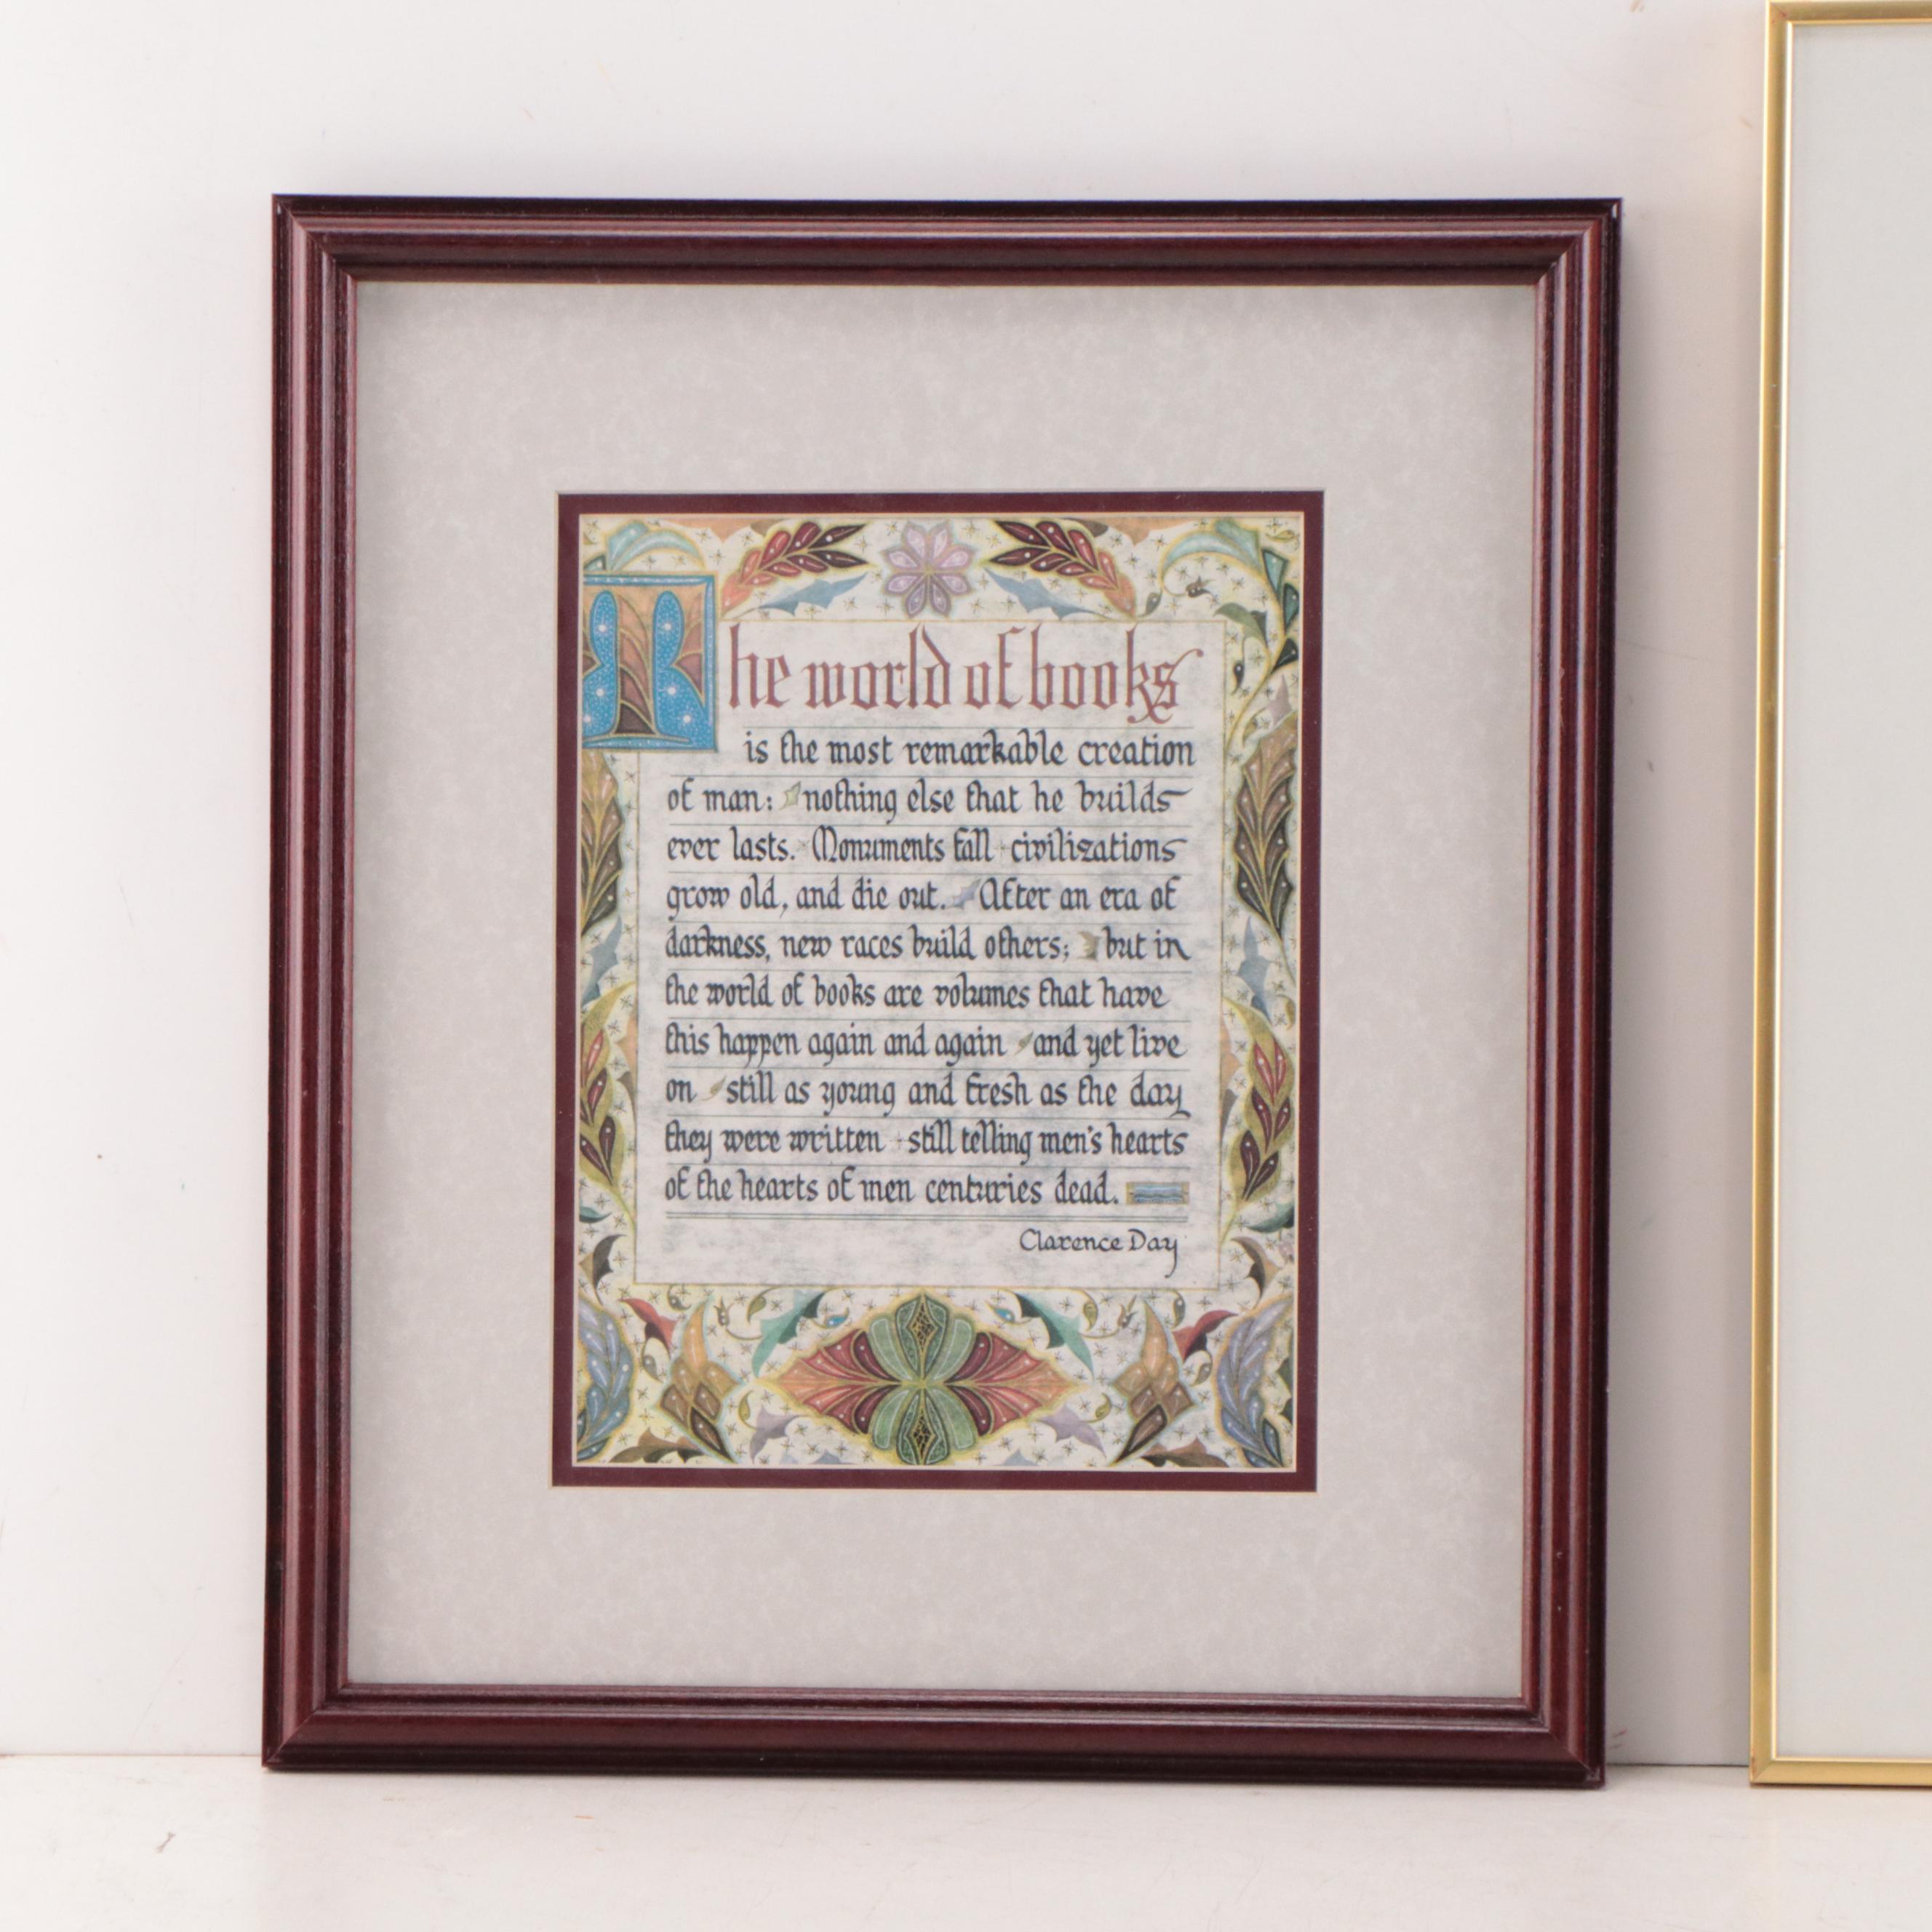 The world of books
is the most remarkable creation
of man: nothing else that he builds
ever lasts. Monuments fall civilizations
grow old, and die out. After an era of
darkness, new races build others; but in
the world of books are volumes that have
this happen again and again and yet live
on still as young and fresh as the day
they were written still telling men's hearts
of the hearts of men centuries dead.
Clarence Day